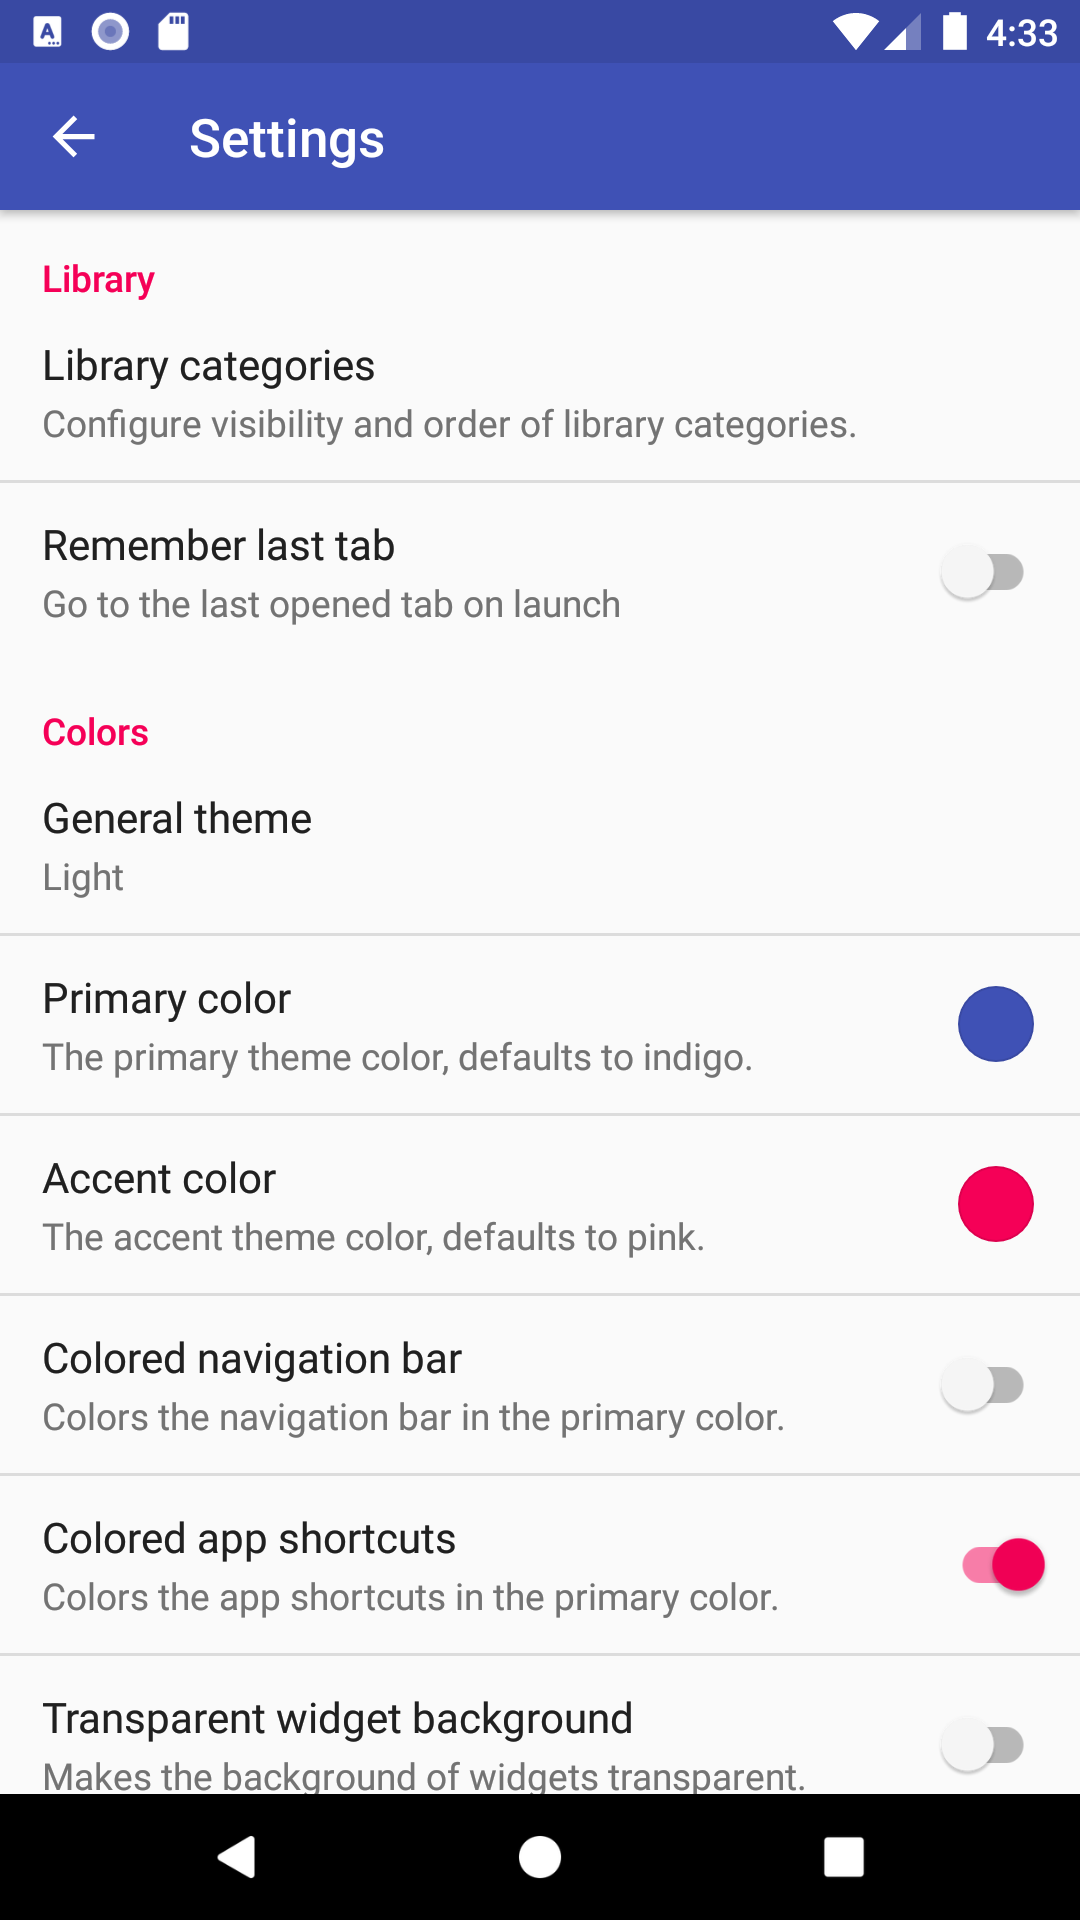 4:33
Settings
Library
Library categories
Configure visibility and order of library categories.
Remember last tab
Go to the last opened tab on launch
Colors
General theme
Light
Primary color
The primary theme color, defaults to indigo.
Accent color
The accent theme color, defaults to pink.
Colored navigation bar
Colors the navigation bar in the primary color.
Colored app shortcuts
Colors the app shortcuts in the primary color.
Transparent widget background
Makes the background of widgets transparent.